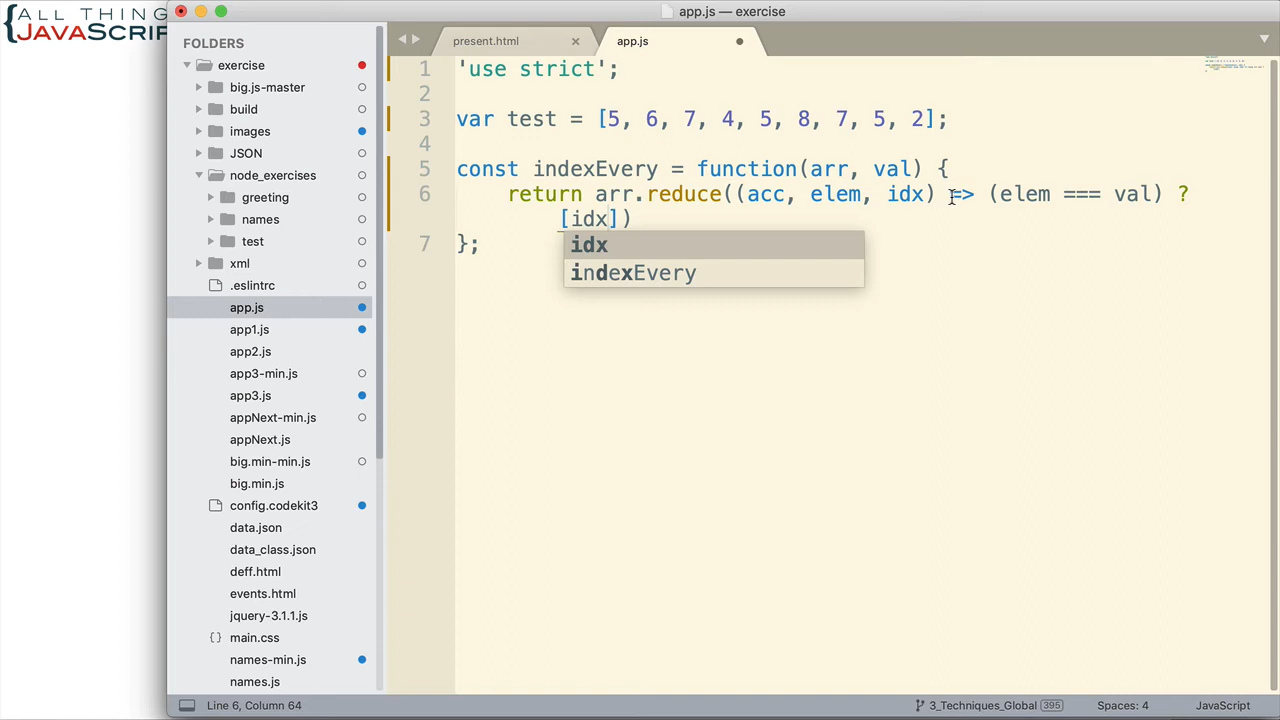 ALL THING
{JAVASCRIP
app.js — exercise
FOLDERS
exercise
big.js-master
build
images
JSON
node_exercises
greeting
names
test
xml
.eslintrc
app.js
app1.js
app2.js
app3-min.js
app3.js
appNext-min.js
appNext.js
big.min-min.js
big.min.js
config.codekit3
data.json
data_class.json
deff.html
events.html
jquery-3.1.1.js
{} main.css
names-min.js
names.js
present.html ×
app.js
1 'use strict';
2
3 var test = [5, 6, 7, 4, 5, 8, 7, 5, 2];
4
5 const indexEvery = function(arr, val) {
6 return arr.reduce((acc, elem, idx) => (elem === val) ?
[idx])
7 };
idx
indexEvery
Line 6, Column 64
3_Techniques_Global 395
Spaces: 4
JavaScript